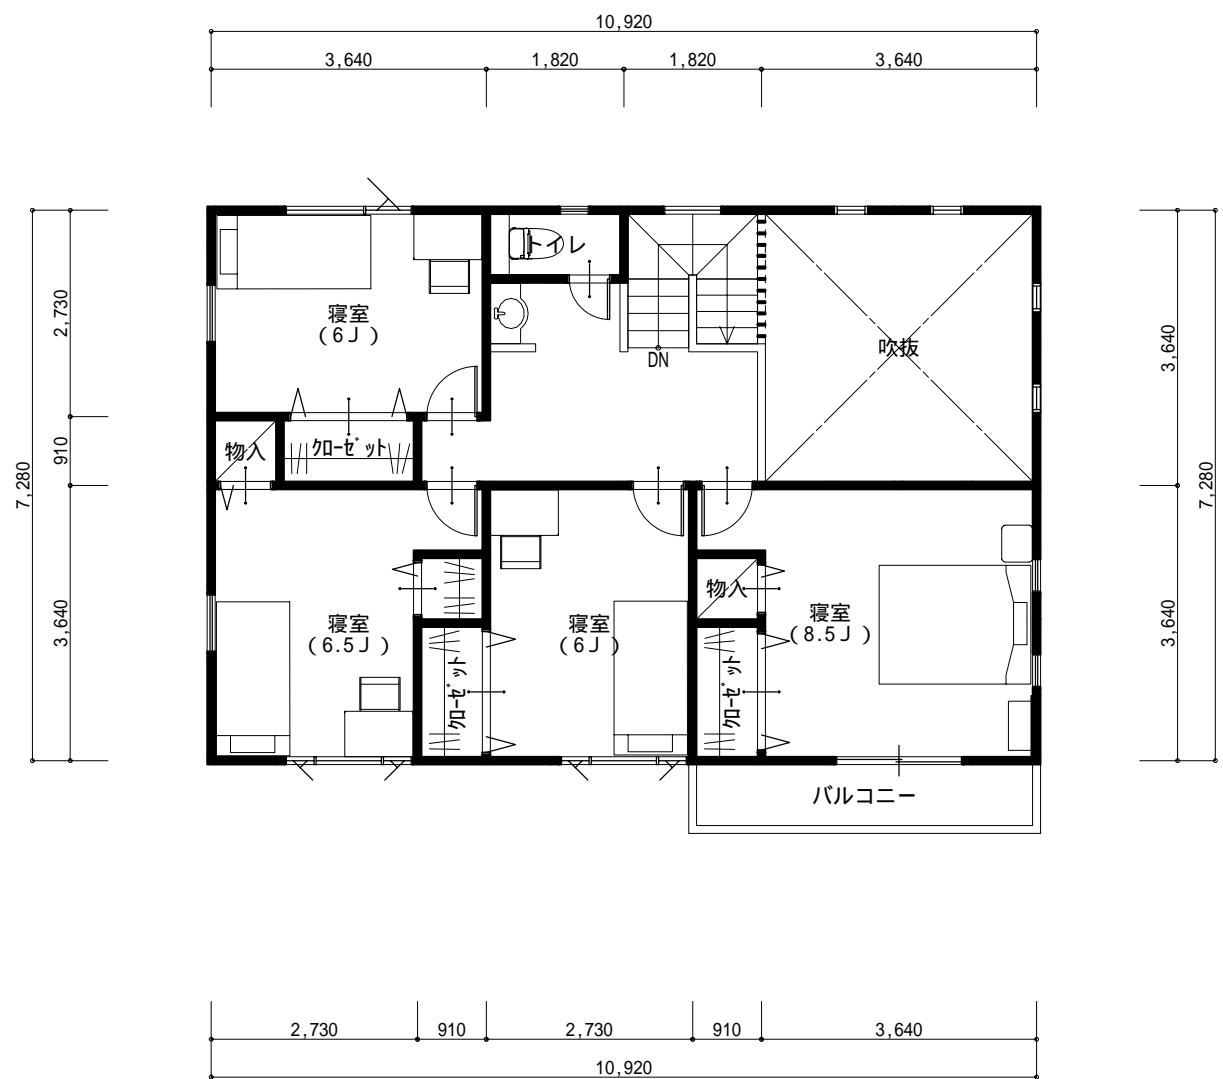 10,920
3,640
1,820
1,820
3,640
トイレ
2,730
寝室
(6J)
3,640
吹抜
DN
910
物入
クローゼット
7,280
7,280
3,640
3,640
物入
寝室
(6.5J)
寝室
(6J)
寝室
(8.5J)
クローゼット
クローゼット
バルコニー
2,730
910
2,730
910
3,640
10,920